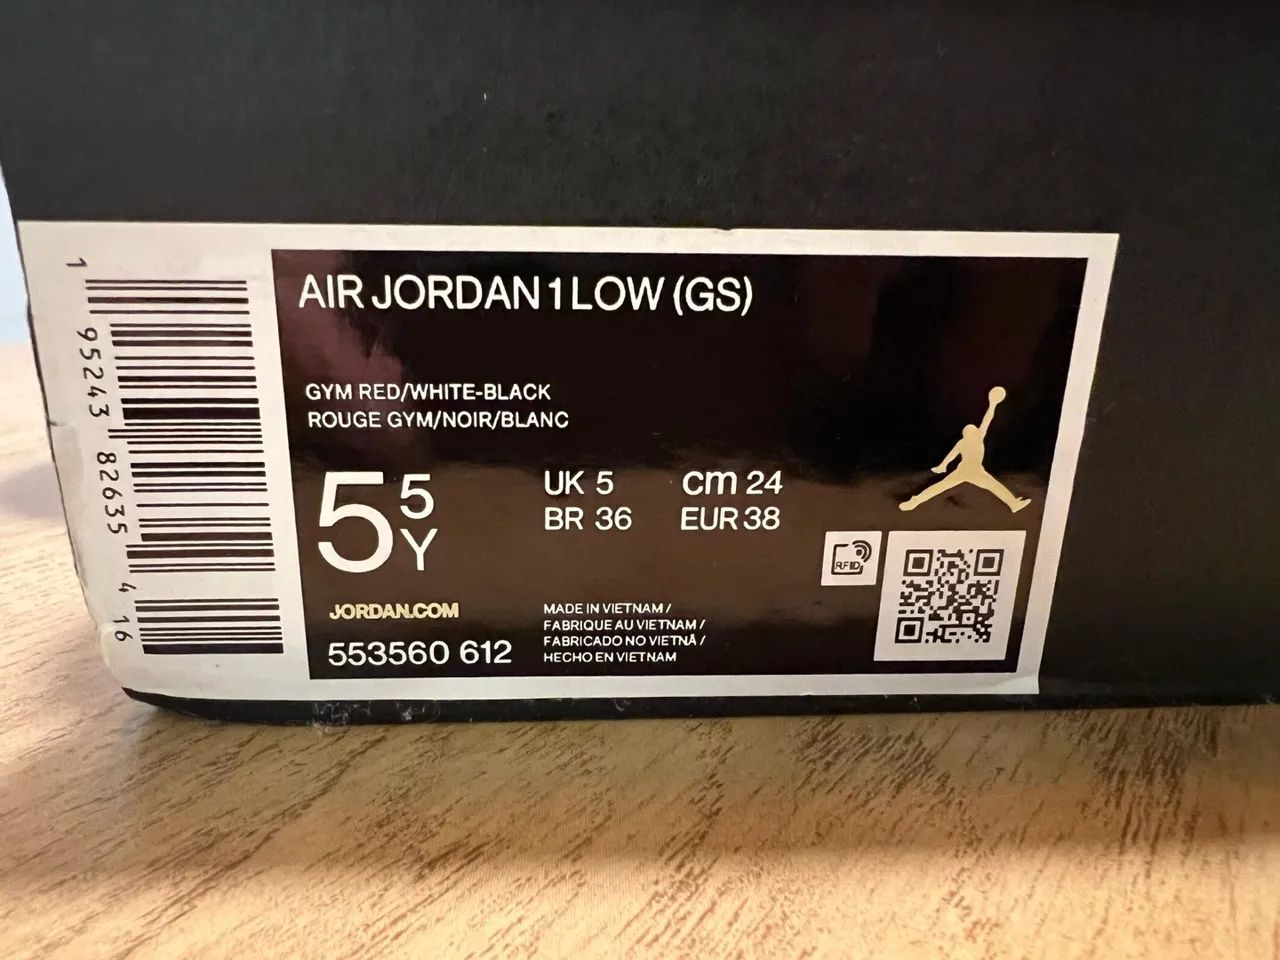 1 95243 82635 4 16
AIR JORDAN 1 LOW (GS)
GYM RED/WHITE-BLACK
ROUGE GYM/NOIR/BLANC
5 5 Y
UK 5 cm 24
BR 36 EUR 38
RFID
JORDAN.COM
553560 612
MADE IN VIETNAM /
FABRIQUE AU VIETNAM /
FABRICADO NO VIETNÃ /
HECHO EN VIETNAM